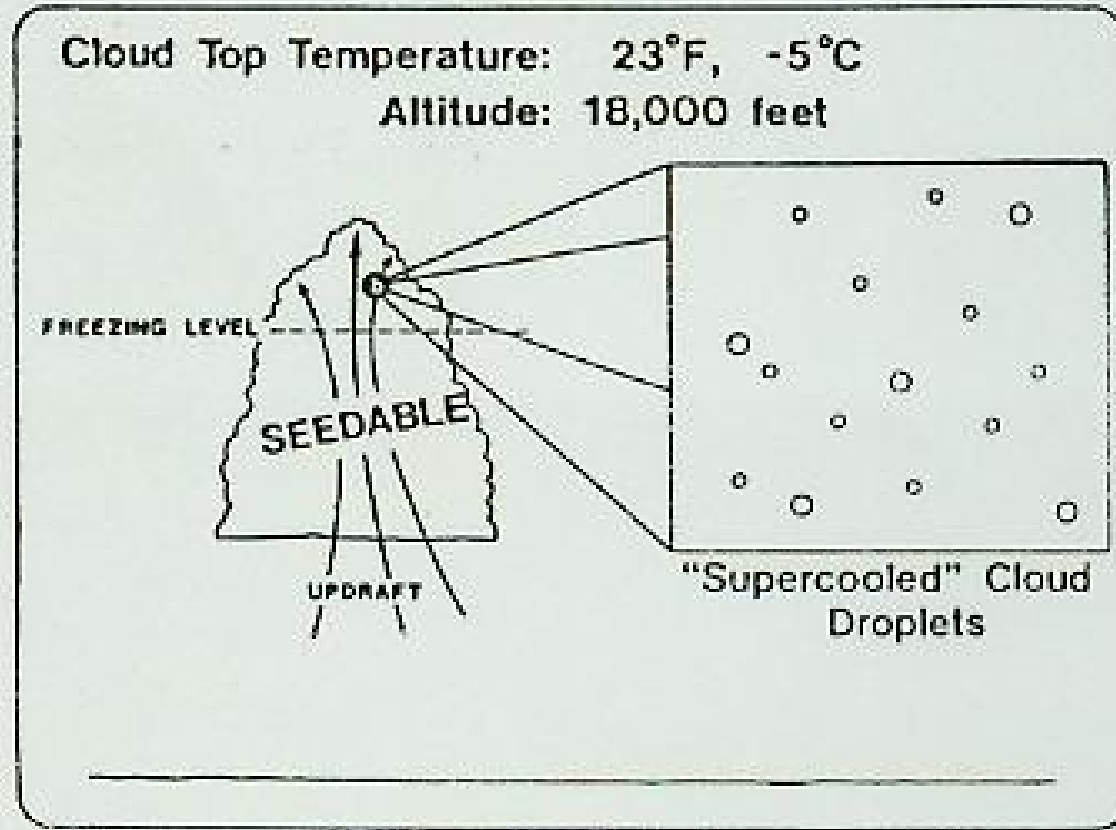 Cloud Top Temperature: 23°F, -5°C
Altitude: 18,000 feet
FREEZING LEVEL
SEEDABLE
UPDRAFT
"Supercooled" Cloud
Droplets